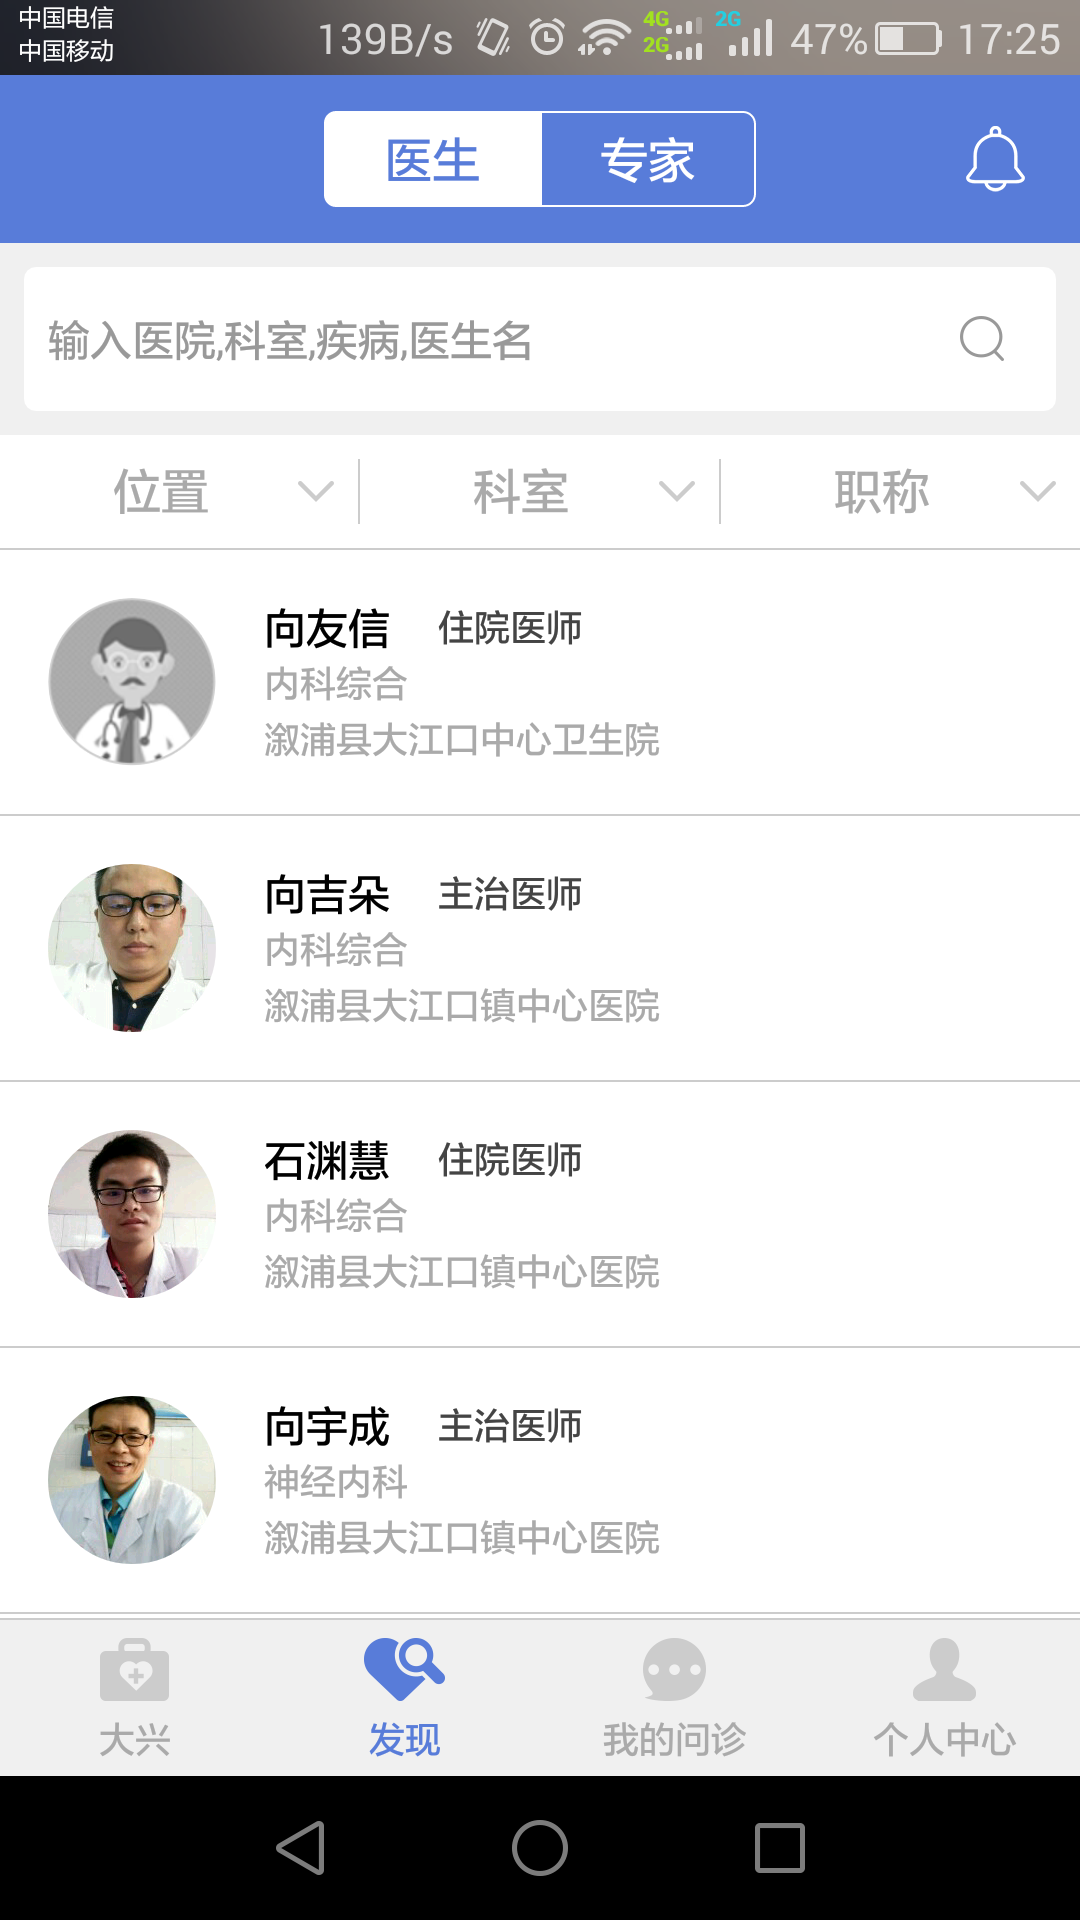 中国电信
中国移动
139B/s 4G 2G 2G 47% 17:25
医生 专家
输入医院,科室,疾病,医生名
位置 科室 职称
向友信 住院医师
内科综合
溆浦县大江口中心卫生院
向吉朵 主治医师
内科综合
溆浦县大江口镇中心医院
石渊慧 住院医师
内科综合
溆浦县大江口镇中心医院
向宇成 主治医师
神经内科
溆浦县大江口镇中心医院
大兴 发现 我的问诊 个人中心